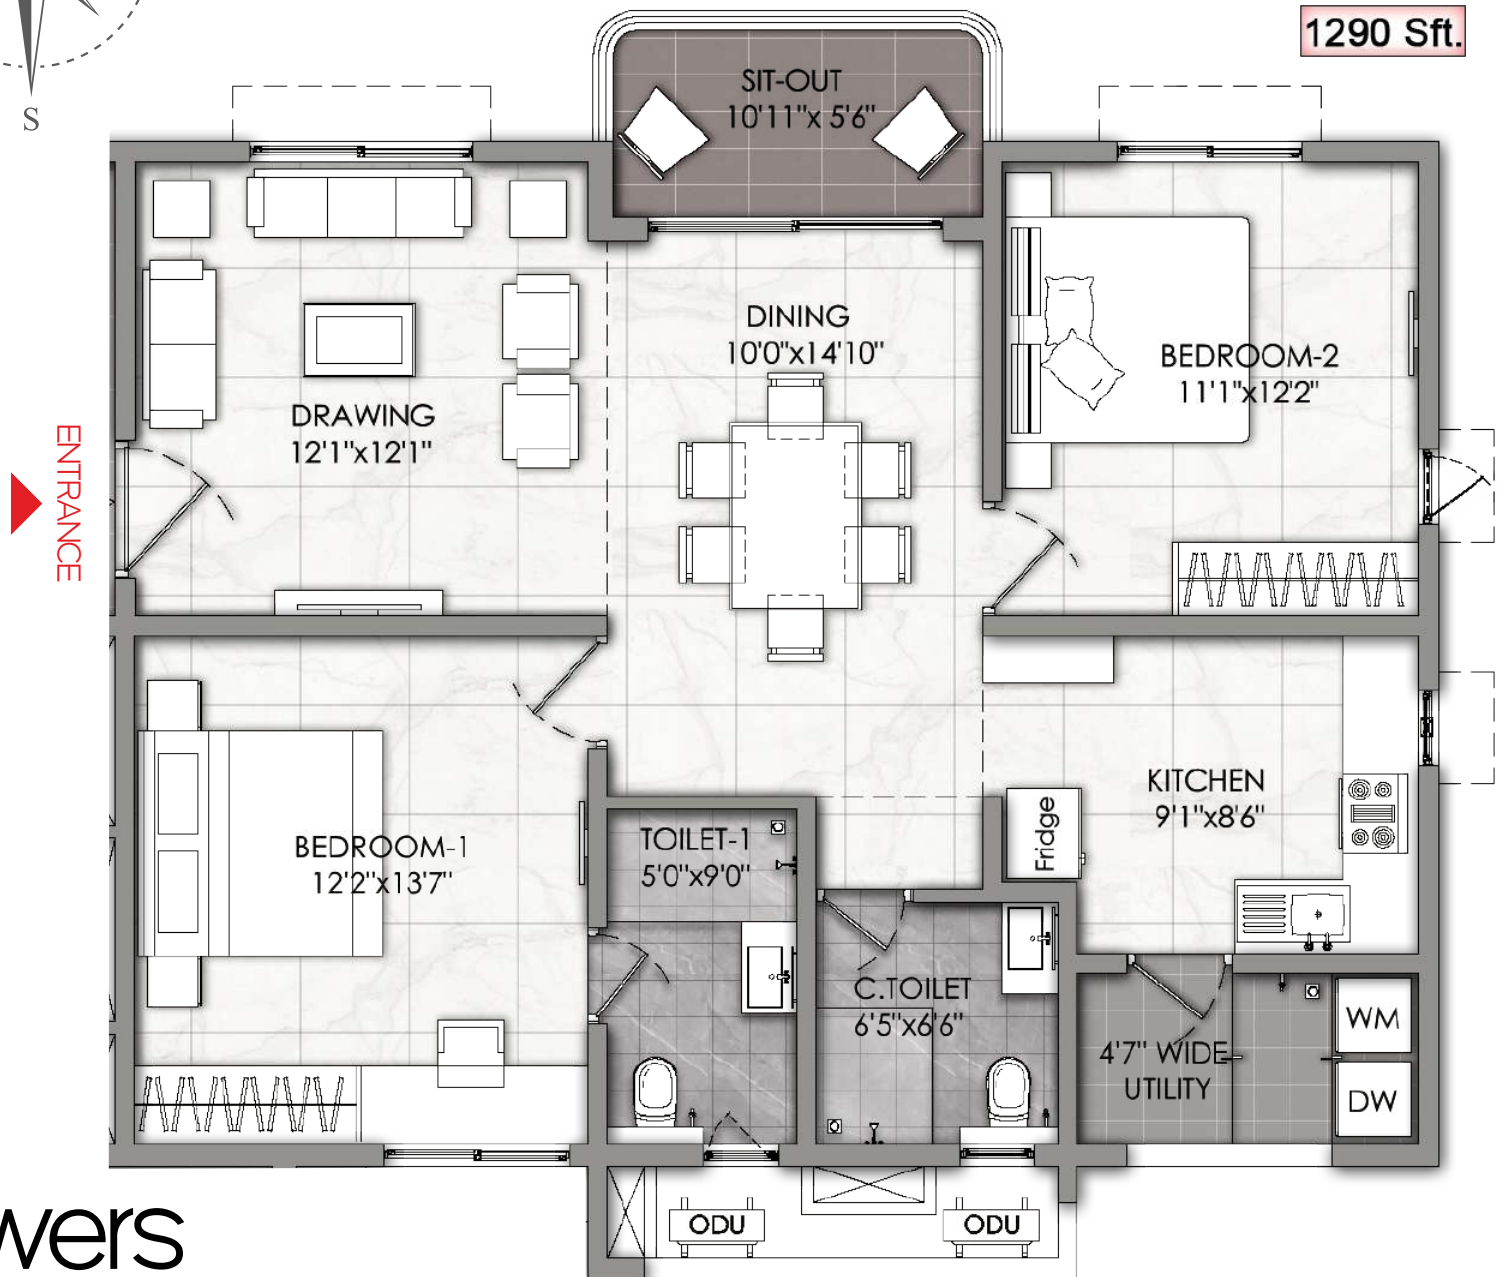 1290 Sft.
S
SIT-OUT
10'11"x 5'6"
DINING
10'0"x14'10"
BEDROOM-2
11'1"x12'2"
DRAWING
12'1"x12'1"
ENTRANCE
KITCHEN
9'1"x8'6"
Fridge
TOILET-1
5'0"x9'0"
BEDROOM-1
12'2"x13'7"
C.TOILET
6'5"x6'6"
WM
4'7" WIDE
UTILITY
DW
ODU
ODU
wers